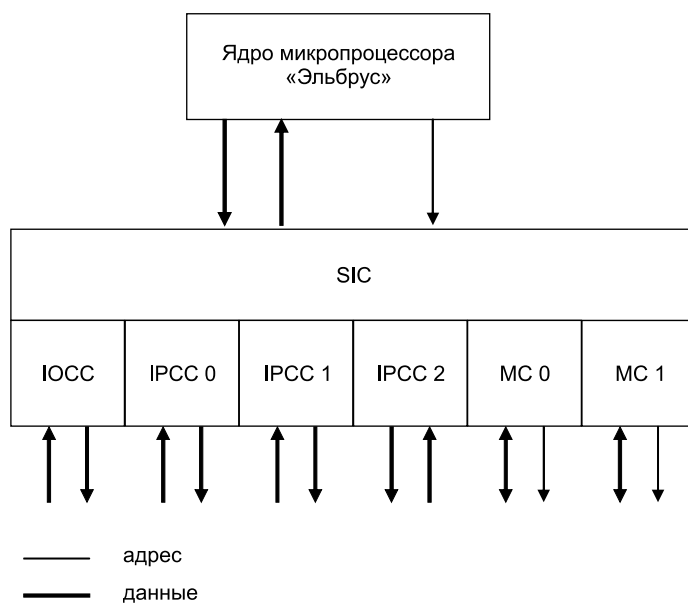 Ядро микропроцессора
«Эльбрус»
SIC
IOCC
IPCC 0
IPCC 1
IPCC 2
MC 0
MC 1
адрес
данные